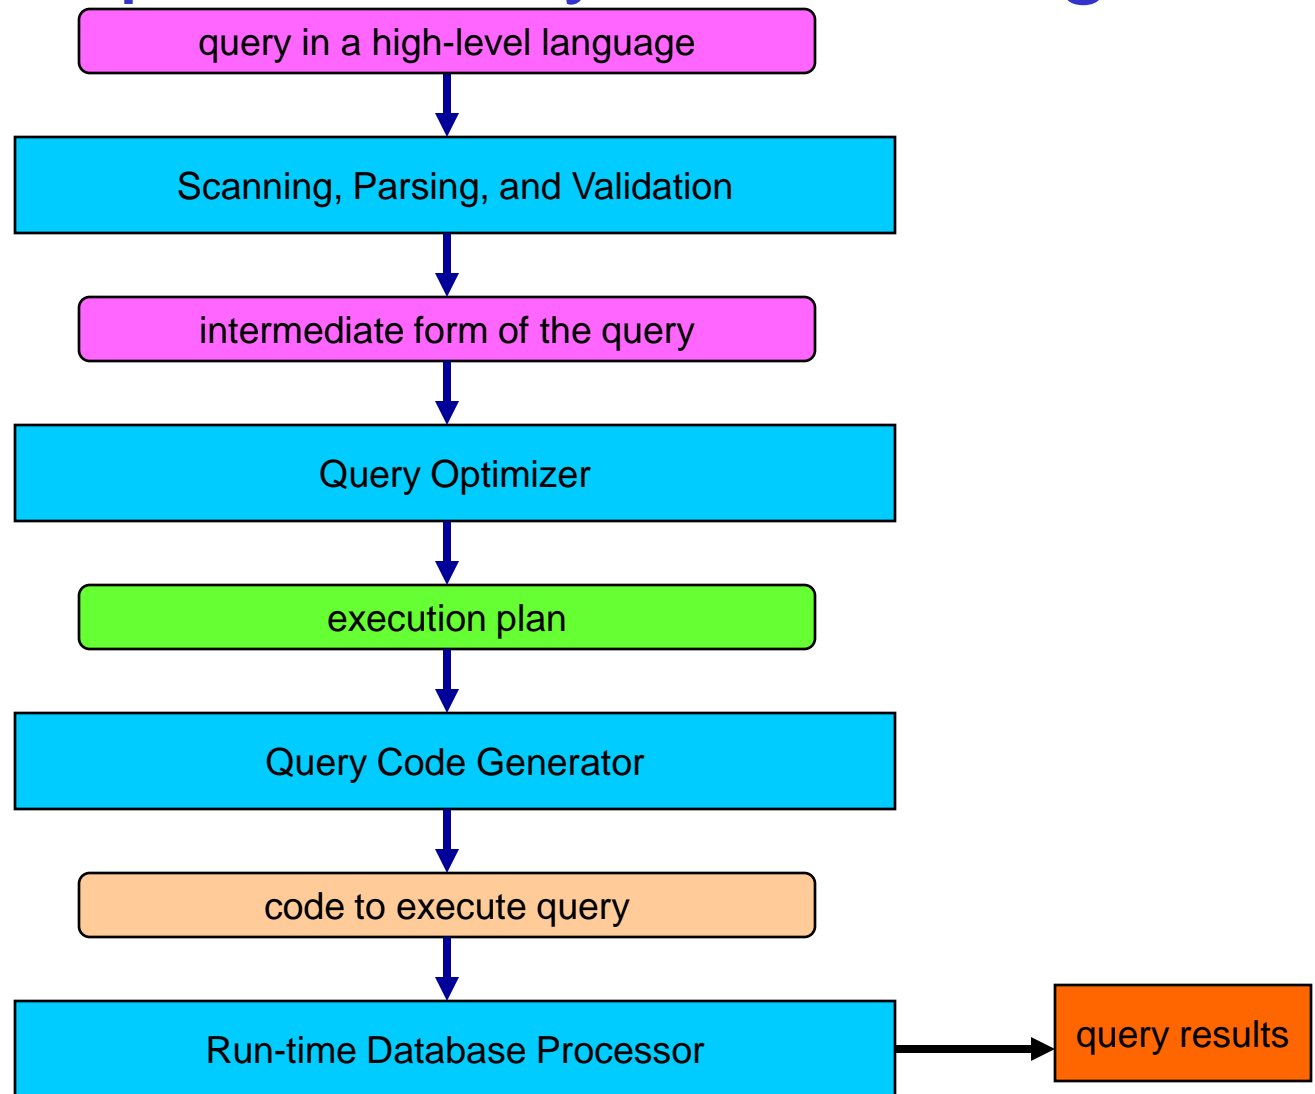 query in a high-level language
Scanning, Parsing, and Validation
intermediate form of the query
Query Optimizer
execution plan
Query Code Generator
code to execute query
Run-time Database Processor
query results